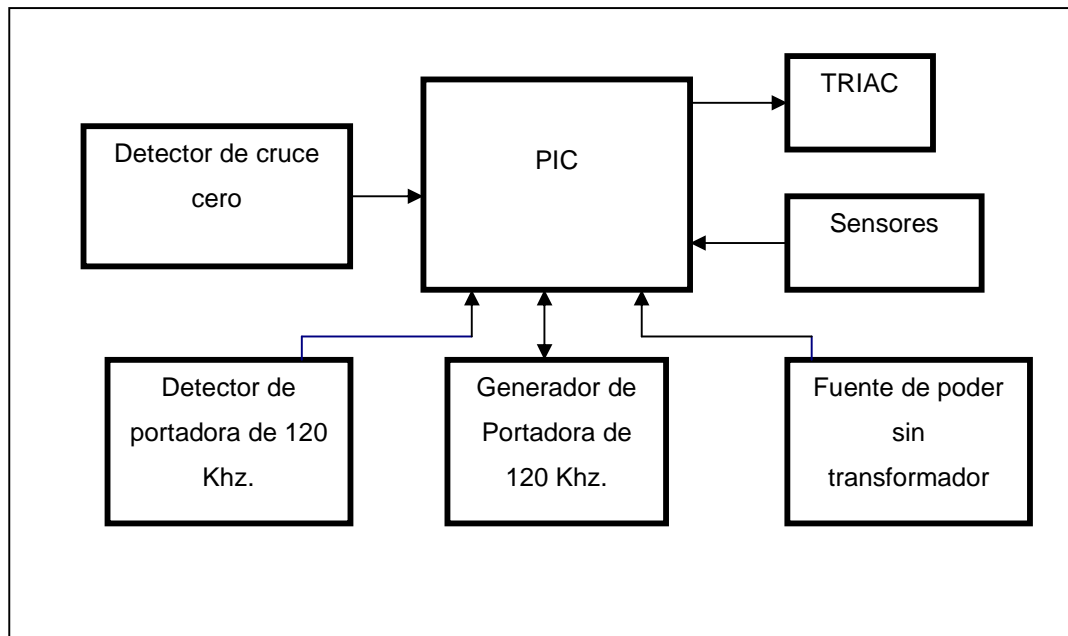 TRIAC
Detector de cruce
cero
PIC
Sensores
Detector de
portadora de 120
Khz.
Generador de
Portadora de
120 Khz.
Fuente de poder
sin
transformador